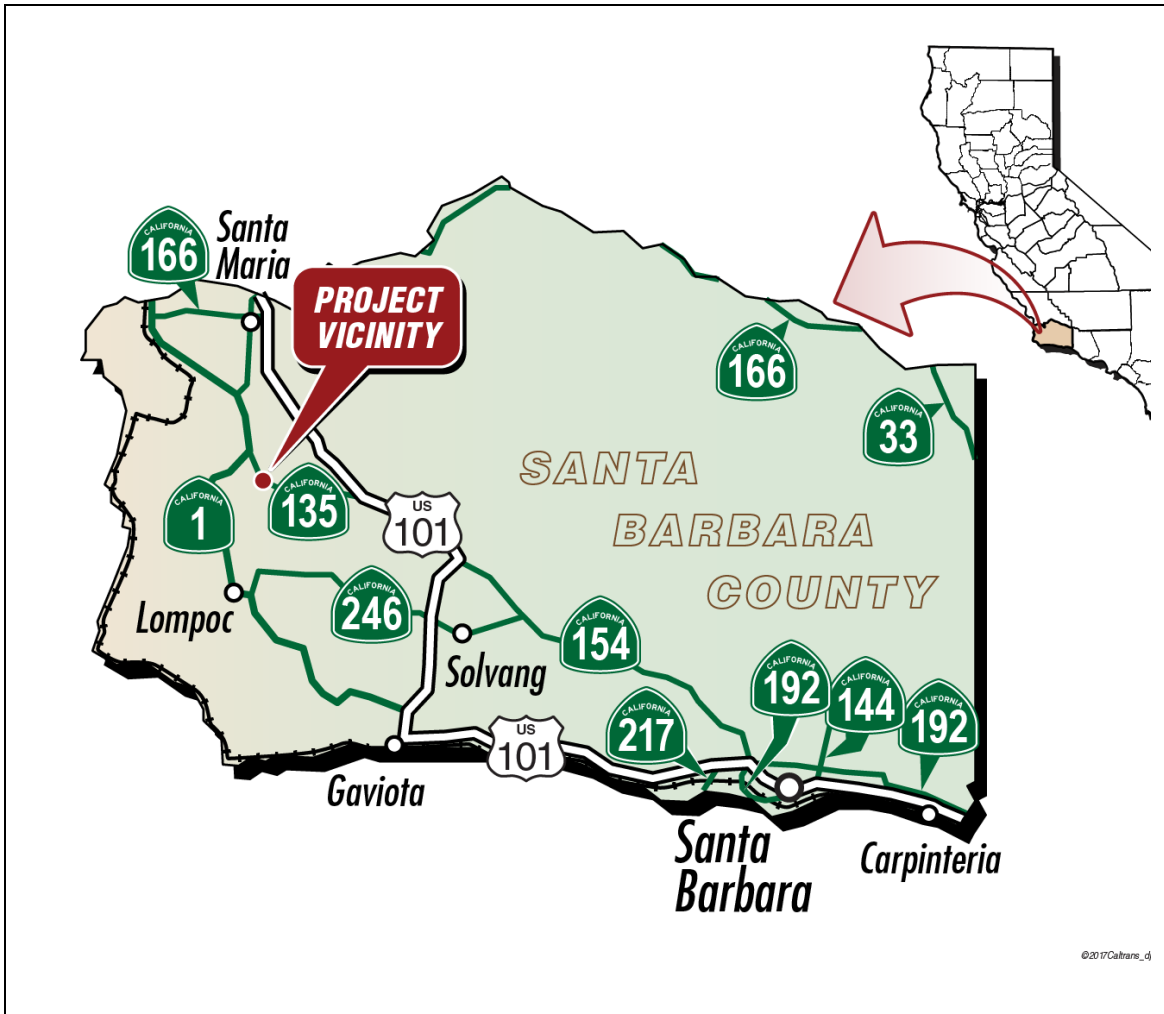 CALIFORNIA
166
Santa
Maria
PROJECT
VICINITY
CALIFORNIA
166
CALIFORNIA
33
SANTA
BARBARA
COUNTY
CALIFORNIA
1
CALIFORNIA
135
US
101
Lompoc
CALIFORNIA
246
Solvang
CALIFORNIA
154
CALIFORNIA
217
CALIFORNIA
192
CALIFORNIA
144
CALIFORNIA
192
US
101
Gaviota
Santa
Barbara
Carpinteria
©2017Caltrans_